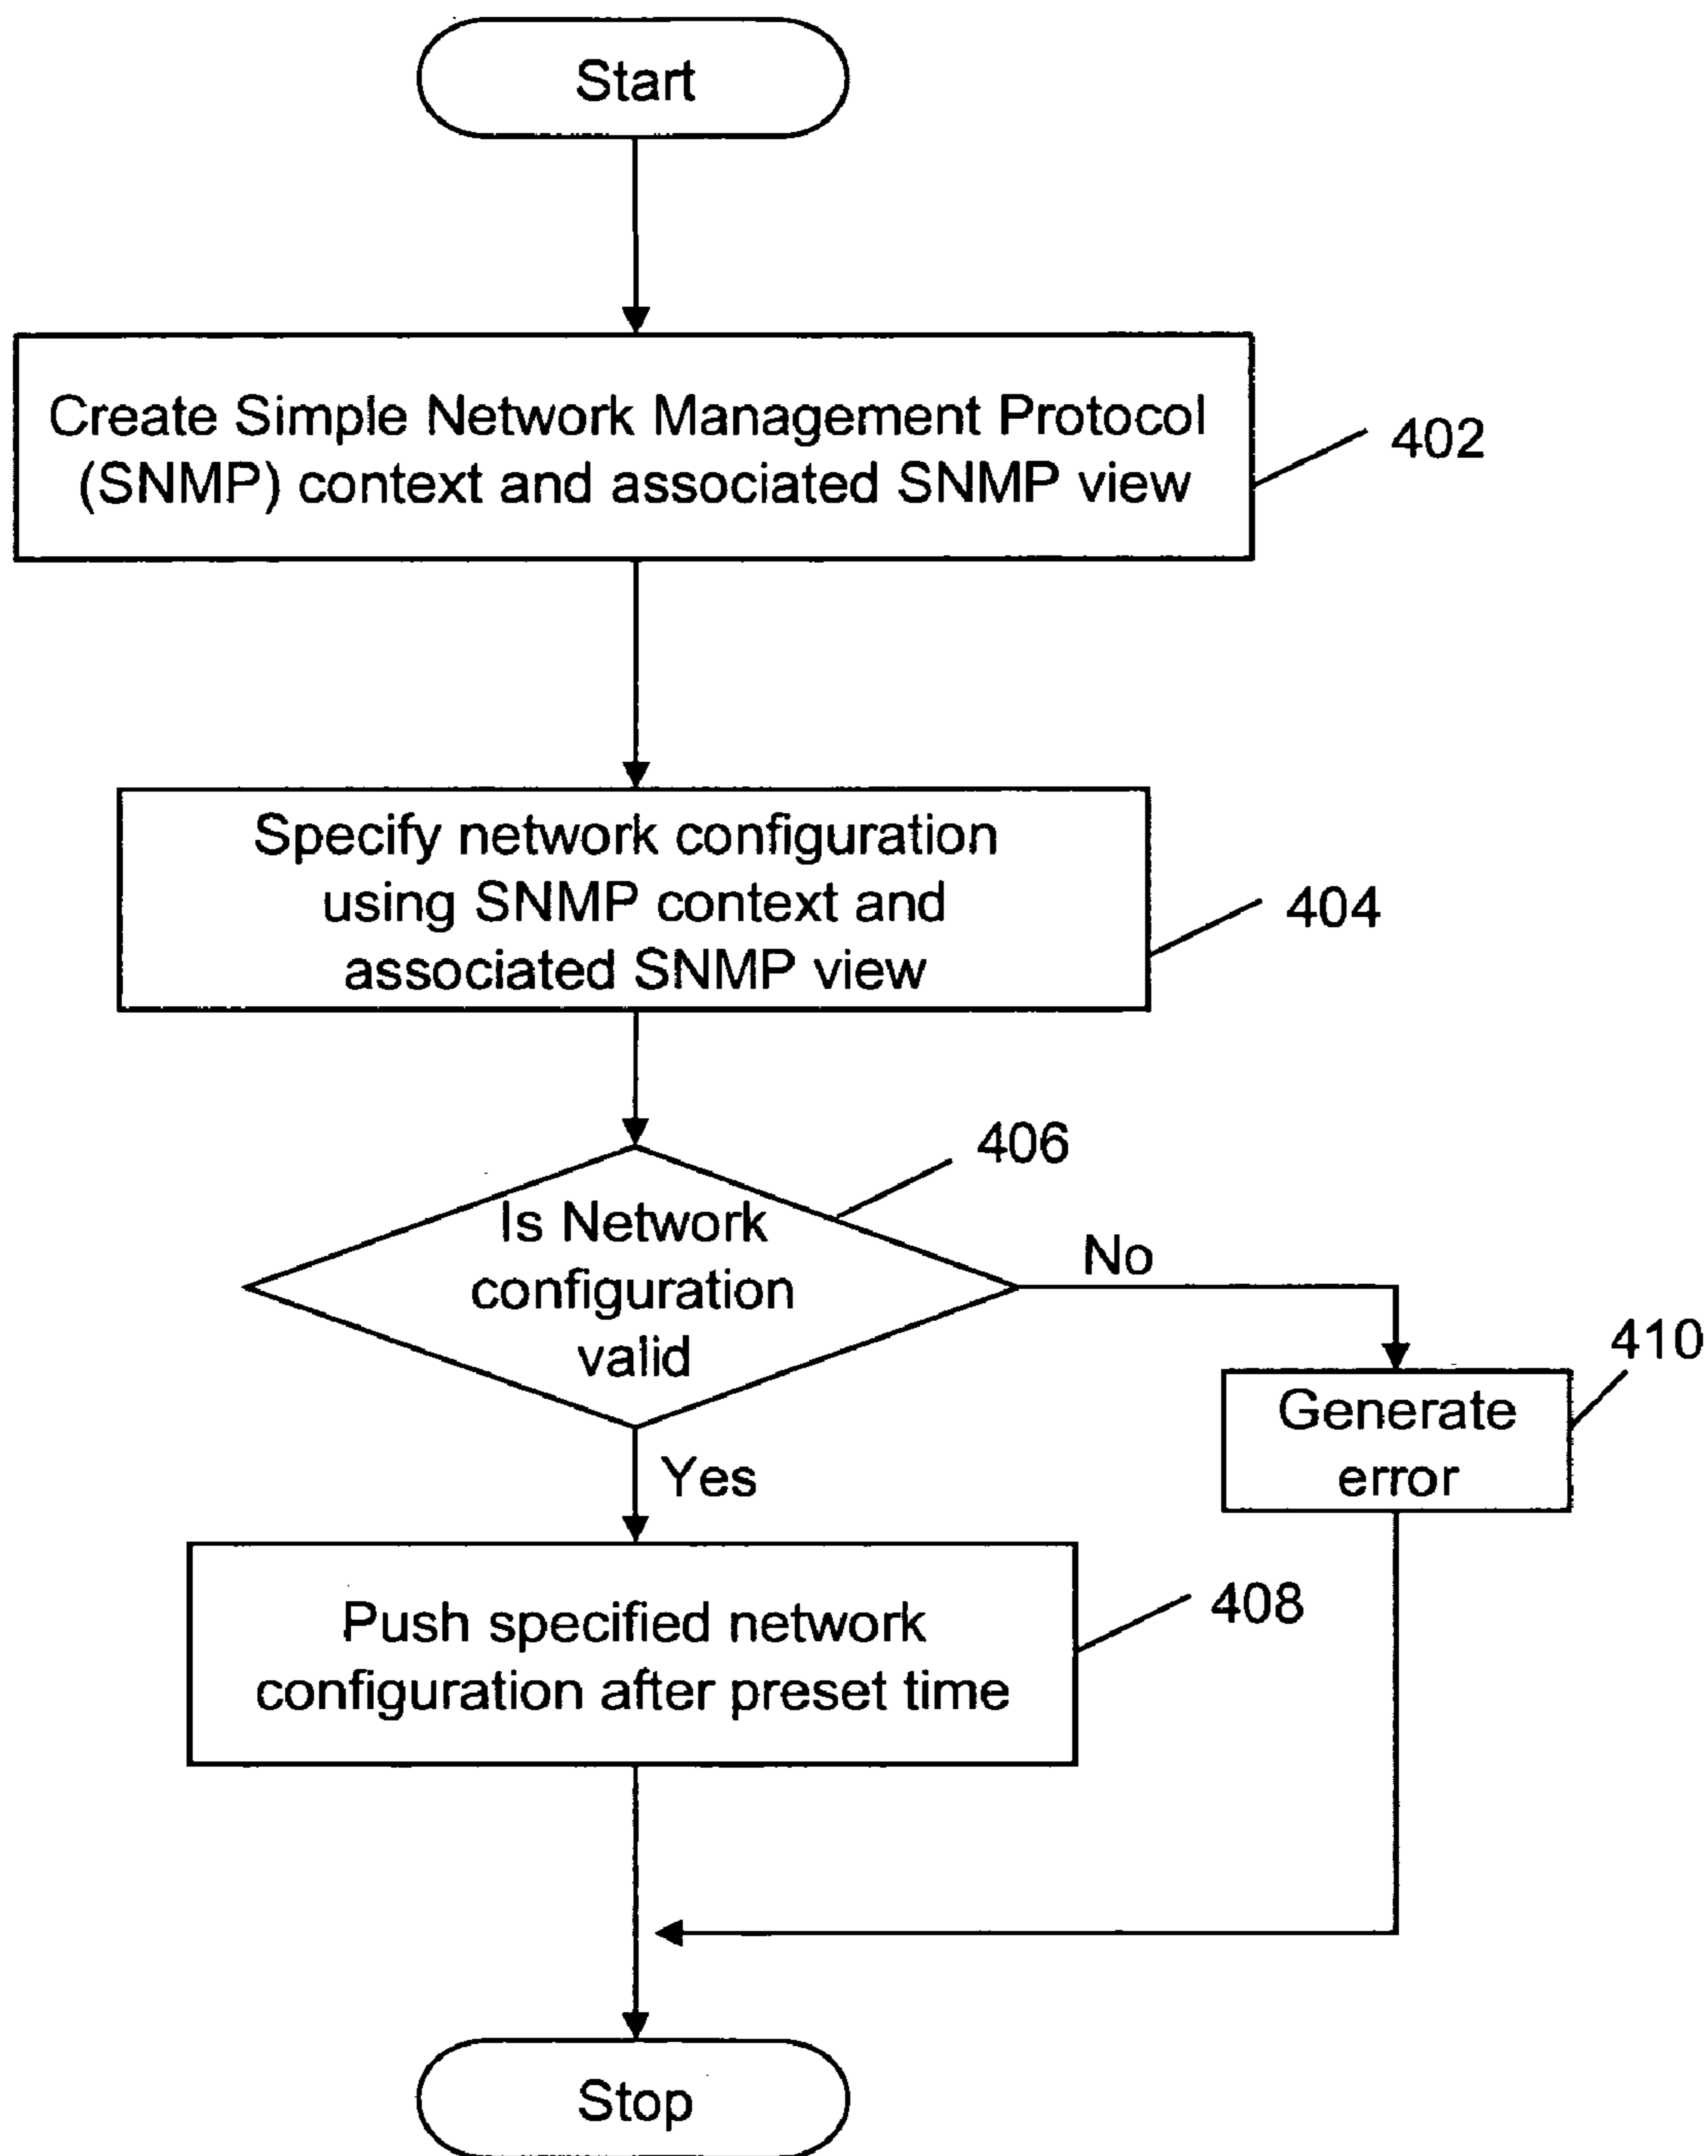 Start
Create Simple Network Management Protocol
(SNMP) context and associated SNMP view
402
Specify network configuration
using SNMP context and
associated SNMP view
404
406
Is Network
configuration
valid
No
410
Generate
error
Yes
Push specified network
configuration after preset time
408
Stop